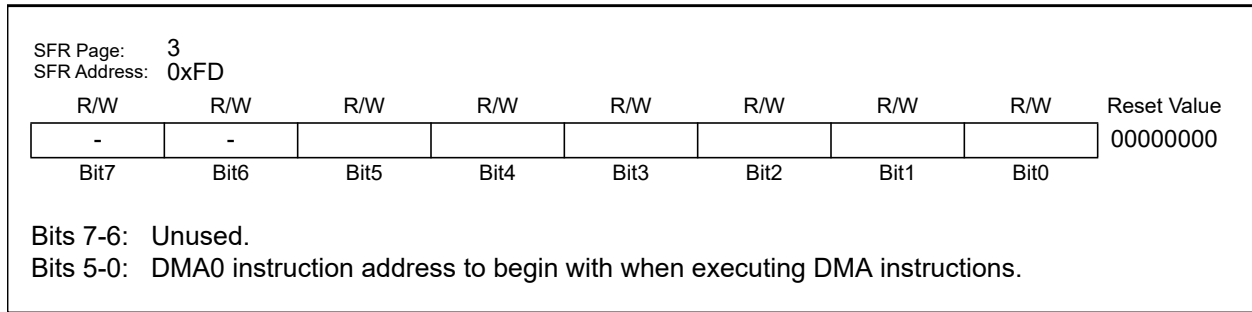 SFR Page: 3
SFR Address: 0xFD
R/W R/W R/W R/W R/W R/W R/W R/W Reset Value
- - 00000000
Bit7 Bit6 Bit5 Bit4 Bit3 Bit2 Bit1 Bit0
Bits 7-6: Unused.
Bits 5-0: DMA0 instruction address to begin with when executing DMA instructions.